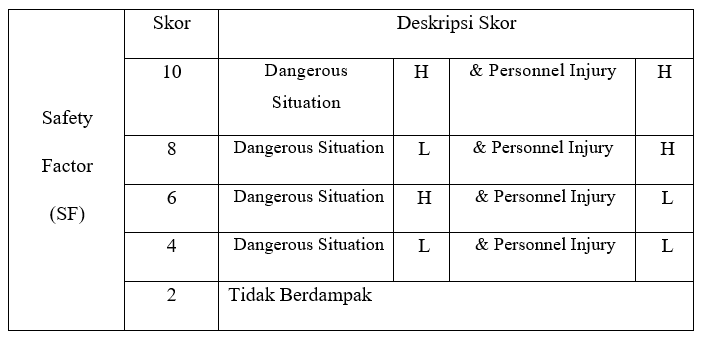 Skor Deskripsi Skor
Safety
Factor
(SF)
10 Dangerous
Situation H & Personnel Injury H
8 Dangerous Situation L & Personnel Injury H
6 Dangerous Situation H & Personnel Injury L
4 Dangerous Situation L & Personnel Injury L
2 Tidak Berdampak